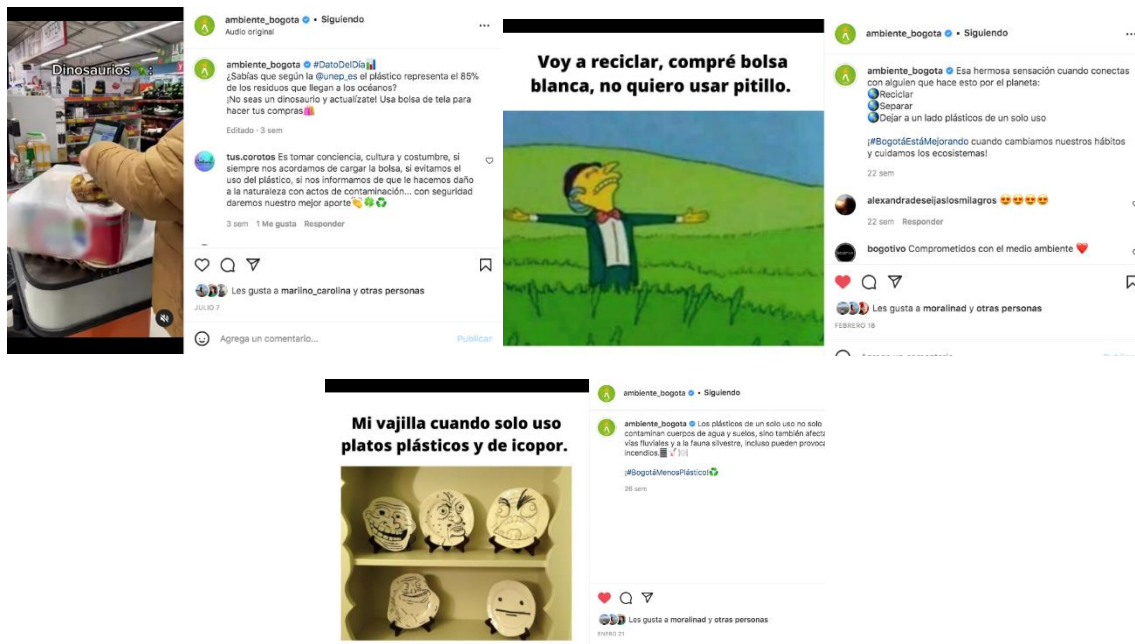 Dinosaurios 🦖:
ambiente_bogota • Siguiendo
Audio original
ambiente_bogota #DatoDelDía📊
¿Sabías que según la @unep_es el plástico representa el 85%
de los residuos que llegan a los océanos?
¡No seas un dinosaurio y actualízate! Usa bolsa de tela para
hacer tus compras🛍️
Editado · 3 sem
tus.corotos Es tomar conciencia, cultura y costumbre, si
siempre nos acordamos de cargar la bolsa, si evitamos el
uso del plástico, si nos informamos de que le hacemos daño
a la naturaleza con actos de contaminación... con seguridad
daremos nuestro mejor aporte👏🍀♻️
3 sem 1 Me gusta Responder
Les gusta a mariino_carolina y otras personas
JULIO 7
Agrega un comentario...
Publicar
Voy a reciclar, compré bolsa
blanca, no quiero usar pitillo.
ambiente_bogota • Siguiendo
ambiente_bogota Esa hermosa sensación cuando conectas
con alguien que hace esto por el planeta:
🌎Reciclar
🌎Separar
🌎Dejar a un lado plásticos de un solo uso
¡#BogotáEstáMejorando cuando cambiamos nuestros hábitos
y cuidamos los ecosistemas!
22 sem
alexandradeseijaslosmilagros 😍😍😍😍
22 sem Responder
bogotivo Comprometidos con el medio ambiente ❤️
Les gusta a moralinad y otras personas
FEBRERO 18
Mi vajilla cuando solo uso
platos plásticos y de icopor.
ambiente_bogota • Siguiendo
ambiente_bogota Los plásticos de un solo uso no solo
contaminan cuerpos de agua y suelos, sino también afecta
vías fluviales y a la fauna silvestre, incluso pueden provoca
incendios.
¡#BogotáMenosPlástico!♻️
26 sem
Les gusta a moralinad y otras personas
ENERO 21